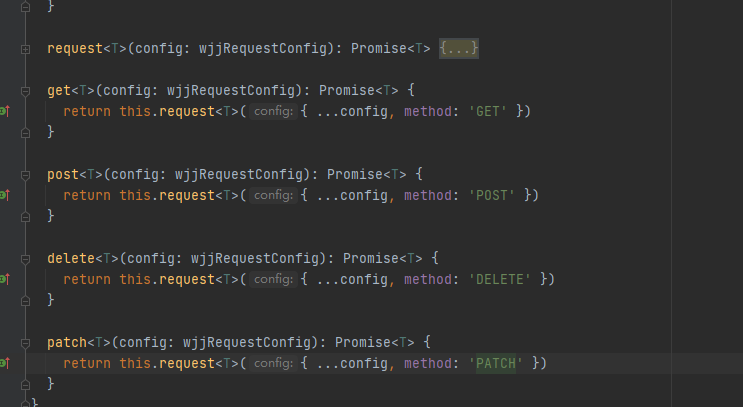 }
request<T>(config: wjjRequestConfig): Promise<T> {...}
get<T>(config: wjjRequestConfig): Promise<T> {
return this.request<T>( config: { ...config, method: 'GET' })
}
post<T>(config: wjjRequestConfig): Promise<T> {
return this.request<T>( config: { ...config, method: 'POST' })
}
delete<T>(config: wjjRequestConfig): Promise<T> {
return this.request<T>( config: { ...config, method: 'DELETE' })
}
patch<T>(config: wjjRequestConfig): Promise<T> {
return this.request<T>( config: { ...config, method: 'PATCH' })
}
}